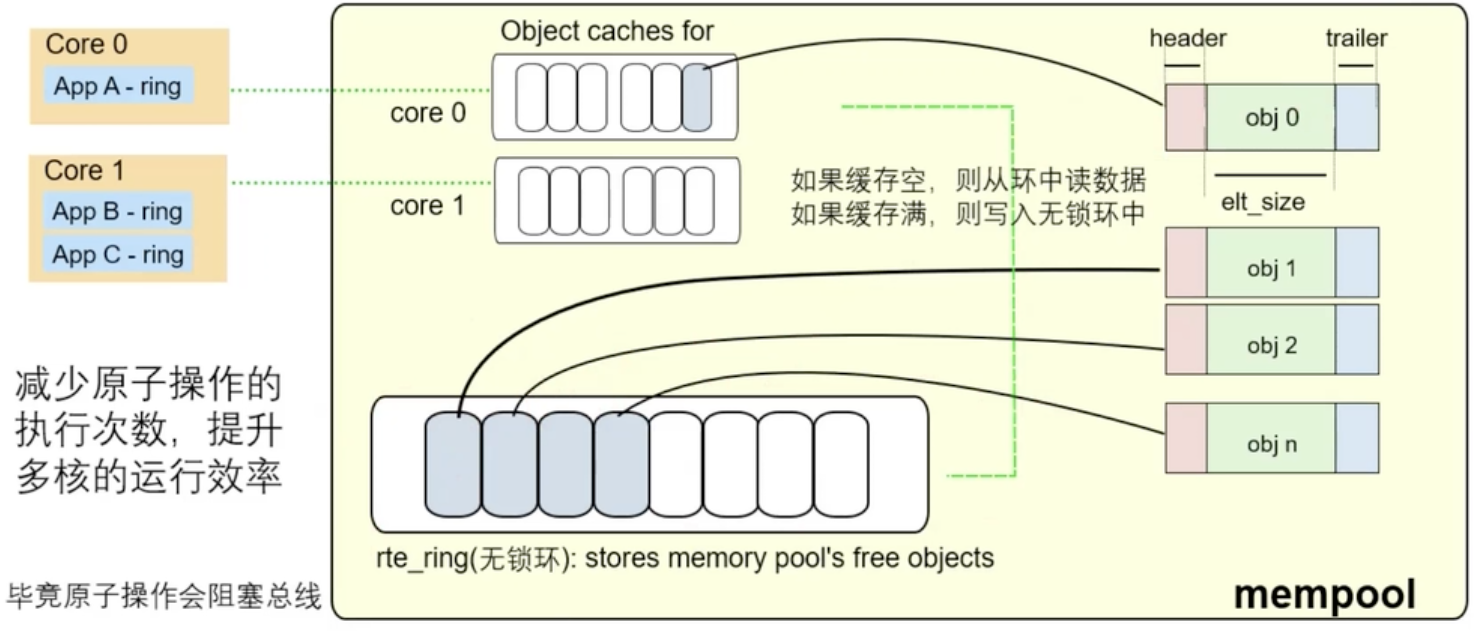 Core 0
App A - ring
Core 1
App B - ring
App C - ring
减少原子操作的
执行次数，提升
多核的运行效率
毕竟原子操作会阻塞总线
Object caches for
core 0
core 1
如果缓存空，则从环中读数据
如果缓存满，则写入无锁环中
header
trailer
obj 0
elt_size
obj 1
obj 2
obj n
rte_ring(无锁环): stores memory pool's free objects
mempool